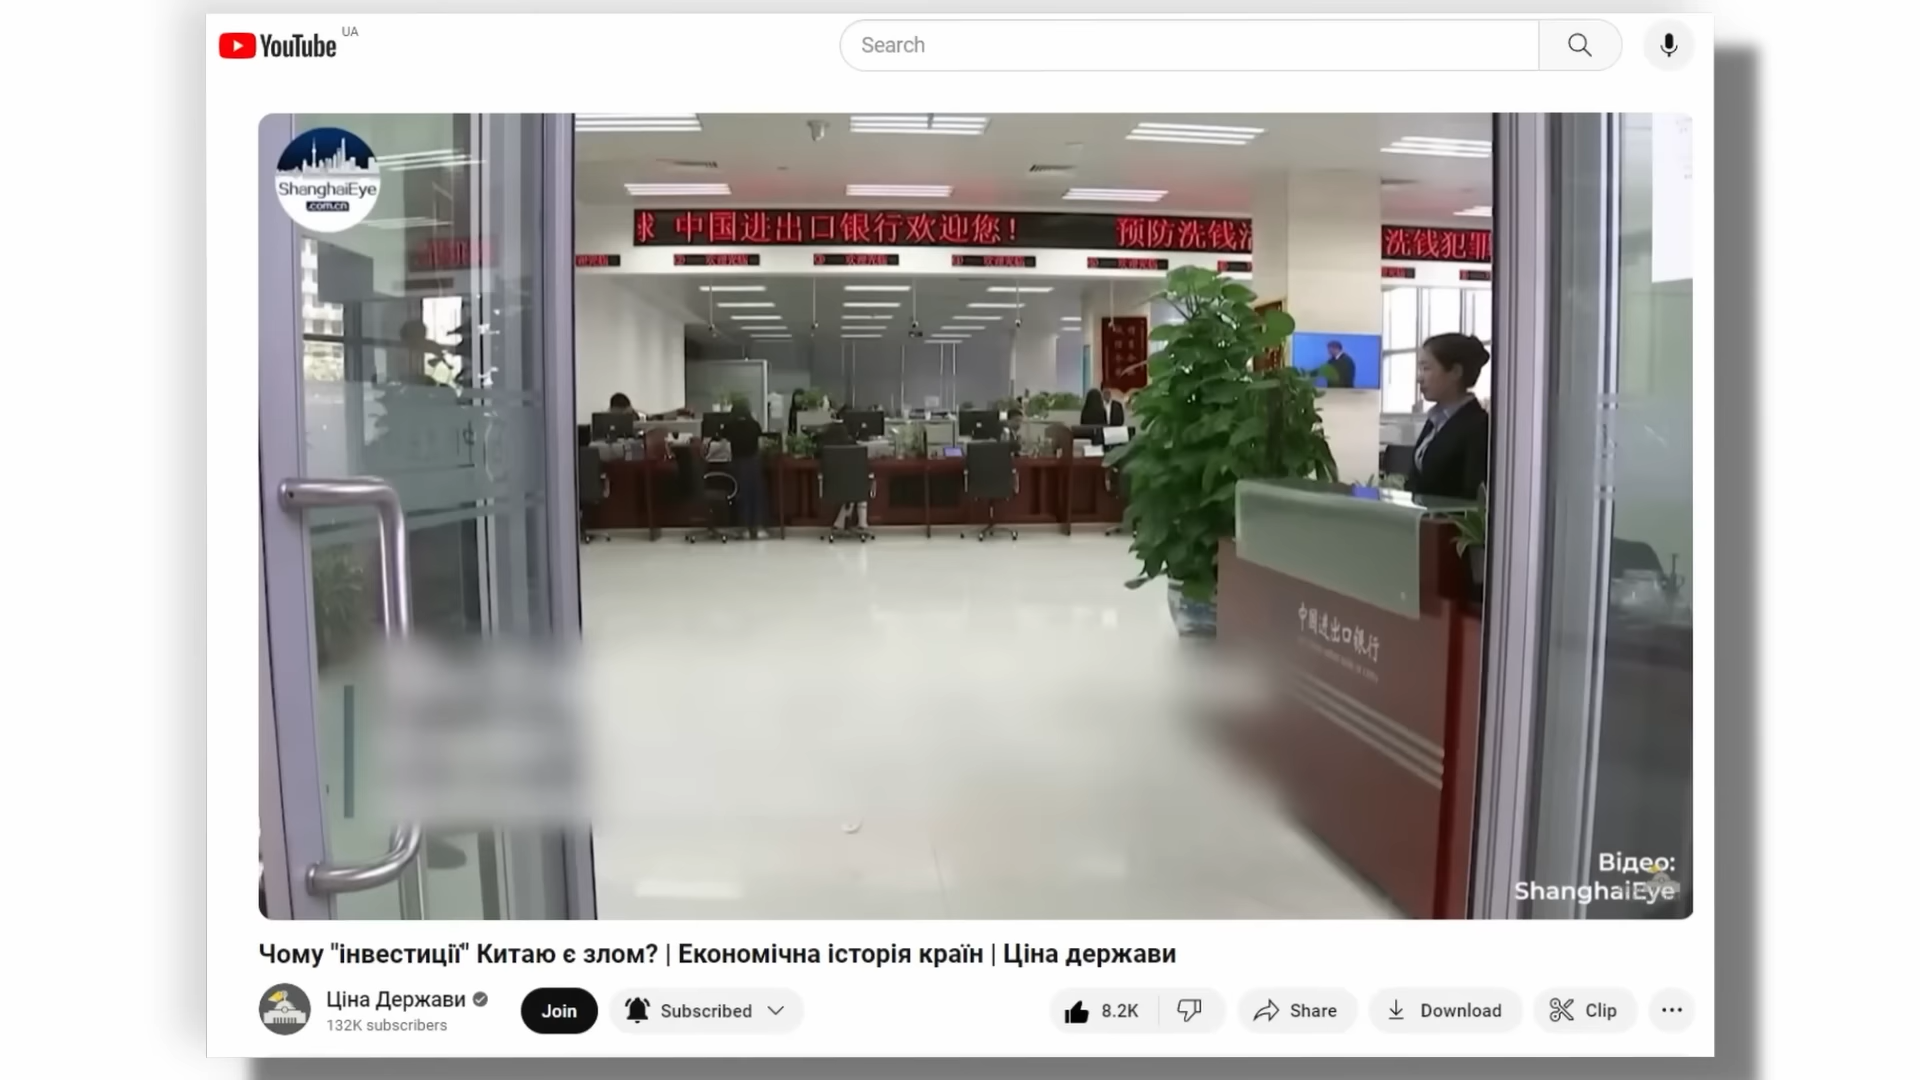 YouTube UA
Search
ShanghaiEye
.com.cn
球 中国进出口银行欢迎您！ 预防洗钱活
洗钱犯罪
中国进出口银行
Відео:
ShanghaiEye
Чому "інвестиції" Китаю є злом? | Економічна історія країн | Ціна держави
Ціна Держави
132K subscribers
Join
Subscribed
8.2K
Share
Download
Clip